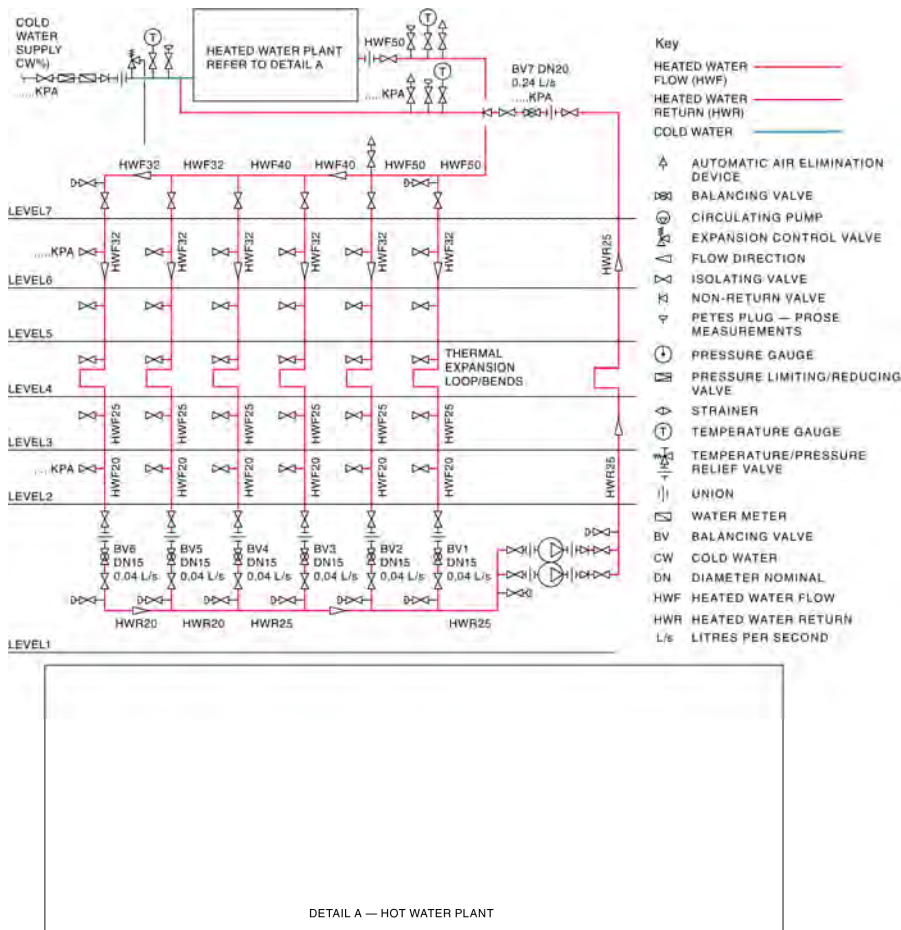 COLD
WATER
SUPPLY
CW%)
......KPA
T
HEATED WATER PLANT
REFER TO DETAIL A
HWF50
T
.....KPA
T
BV7 DN20
0.24 L/s
.....KPA
HWF32
HWF32
HWF40
HWF40
HWF50
HWF50
LEVEL7
.....KPA
HWF32
HWF32
HWF32
HWF32
HWF32
HWF32
HWR25
LEVEL6
LEVEL5
THERMAL
EXPANSION
LOOP/BENDS
LEVEL4
HWF25
HWF25
HWF25
HWF25
HWF25
HWF25
LEVEL3
.....KPA
HWF20
HWF20
HWF20
HWF20
HWF20
HWF20
HWR25
LEVEL2
BV6
DN15
0.04 L/s
BV5
DN15
0.04 L/s
BV4
DN15
0.04 L/s
BV3
DN15
0.04 L/s
BV2
DN15
0.04 L/s
BV1
DN15
0.04 L/s
HWR20
HWR20
HWR25
HWR25
LEVEL1
Key
HEATED WATER
FLOW (HWF)
HEATED WATER
RETURN (HWR)
COLD WATER
AUTOMATIC AIR ELIMINATION
DEVICE
BALANCING VALVE
CIRCULATING PUMP
EXPANSION CONTROL VALVE
FLOW DIRECTION
ISOLATING VALVE
NON-RETURN VALVE
PETES PLUG — PROSE
MEASUREMENTS
PRESSURE GAUGE
PRESSURE LIMITING/REDUCING
VALVE
STRAINER
T TEMPERATURE GAUGE
TEMPERATURE/PRESSURE
RELIEF VALVE
UNION
WATER METER
BV BALANCING VALVE
CW COLD WATER
DN DIAMETER NOMINAL
HWF HEATED WATER FLOW
HWR HEATED WATER RETURN
L/s LITRES PER SECOND
DETAIL A — HOT WATER PLANT